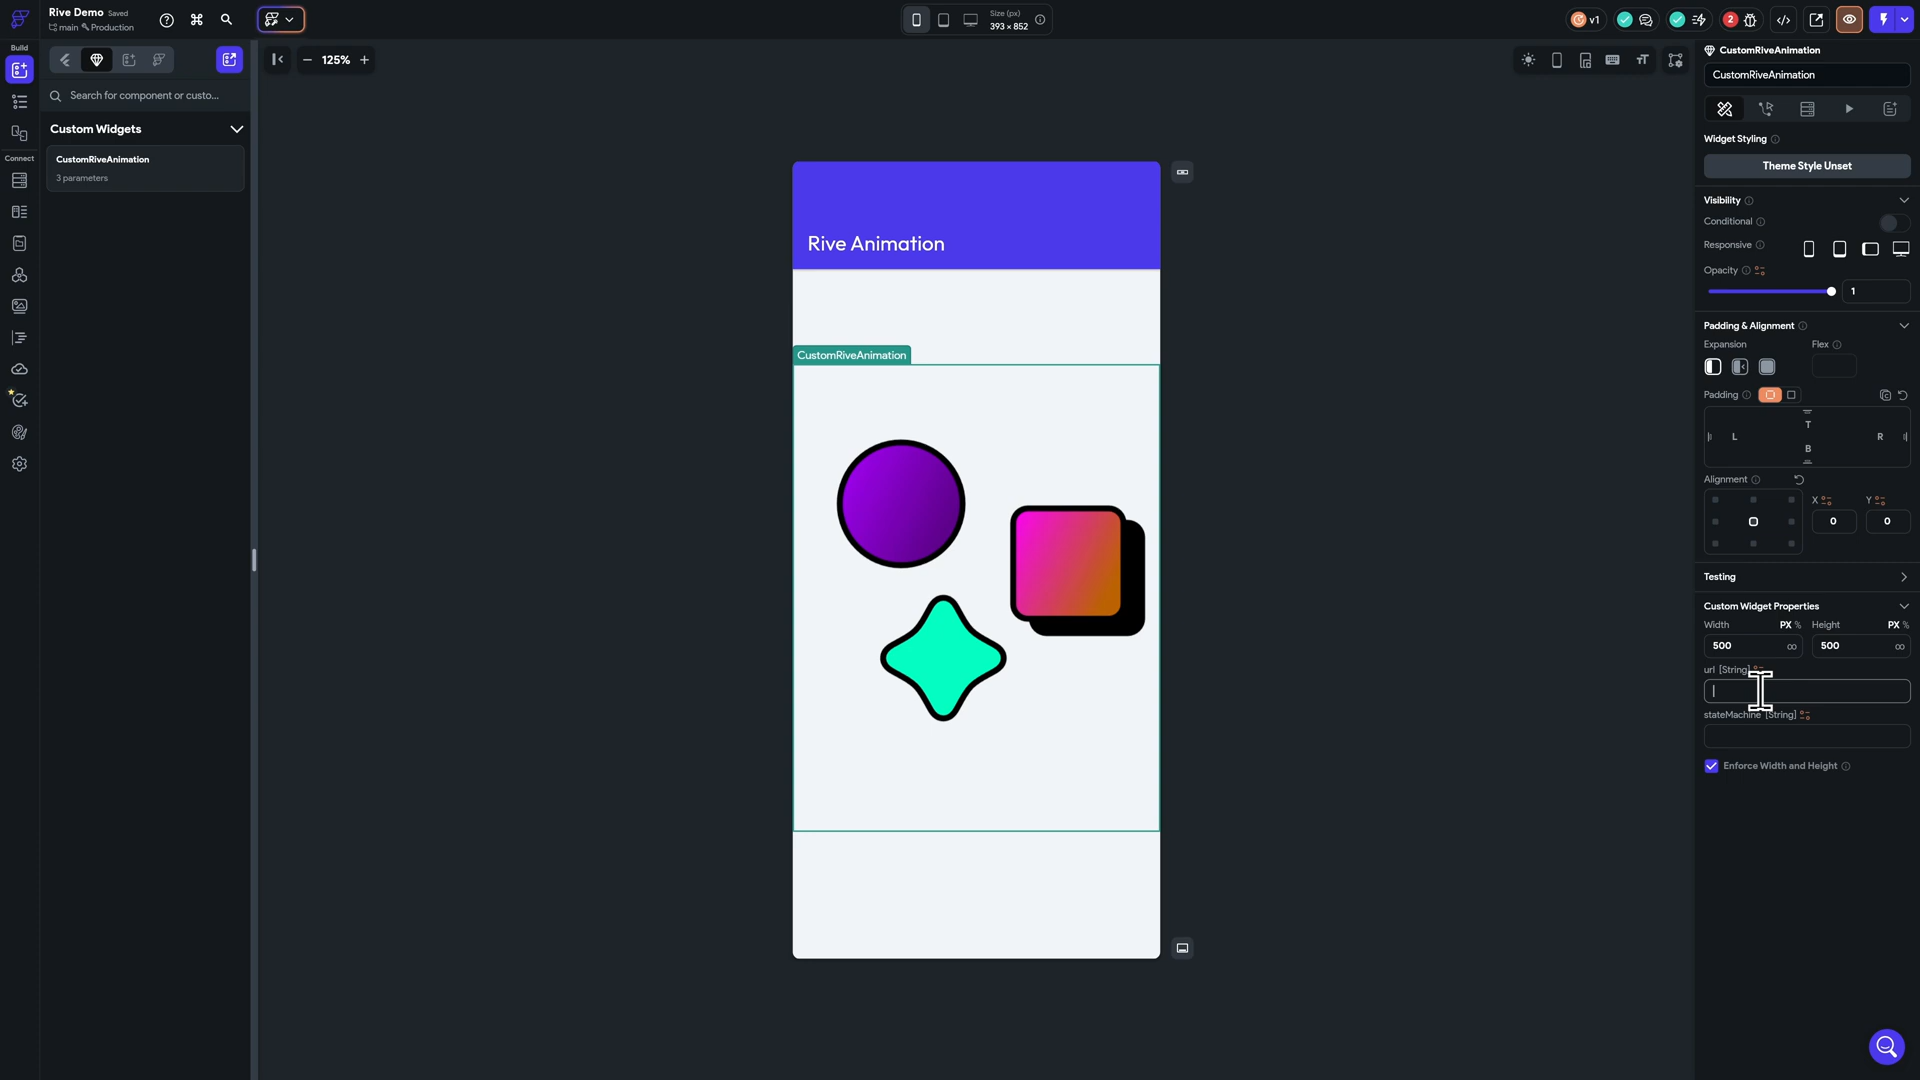 Rive Demo Saved
main Production
Size (px)
393 × 852
v1
2
Build
Connect
125%
Search for component or custo...
Custom Widgets
CustomRiveAnimation
3 parameters
Rive Animation
CustomRiveAnimation
CustomRiveAnimation
CustomRiveAnimation
Widget Styling
Theme Style Unset
Visibility
Conditional
Responsive
Opacity
1
Padding & Alignment
Expansion Flex
Padding
T
L R
B
Alignment X Y
0 0
Testing
Custom Widget Properties
Width PX % Height PX %
500 ∞ 500 ∞
url [String]
stateMachine [String]
Enforce Width and Height